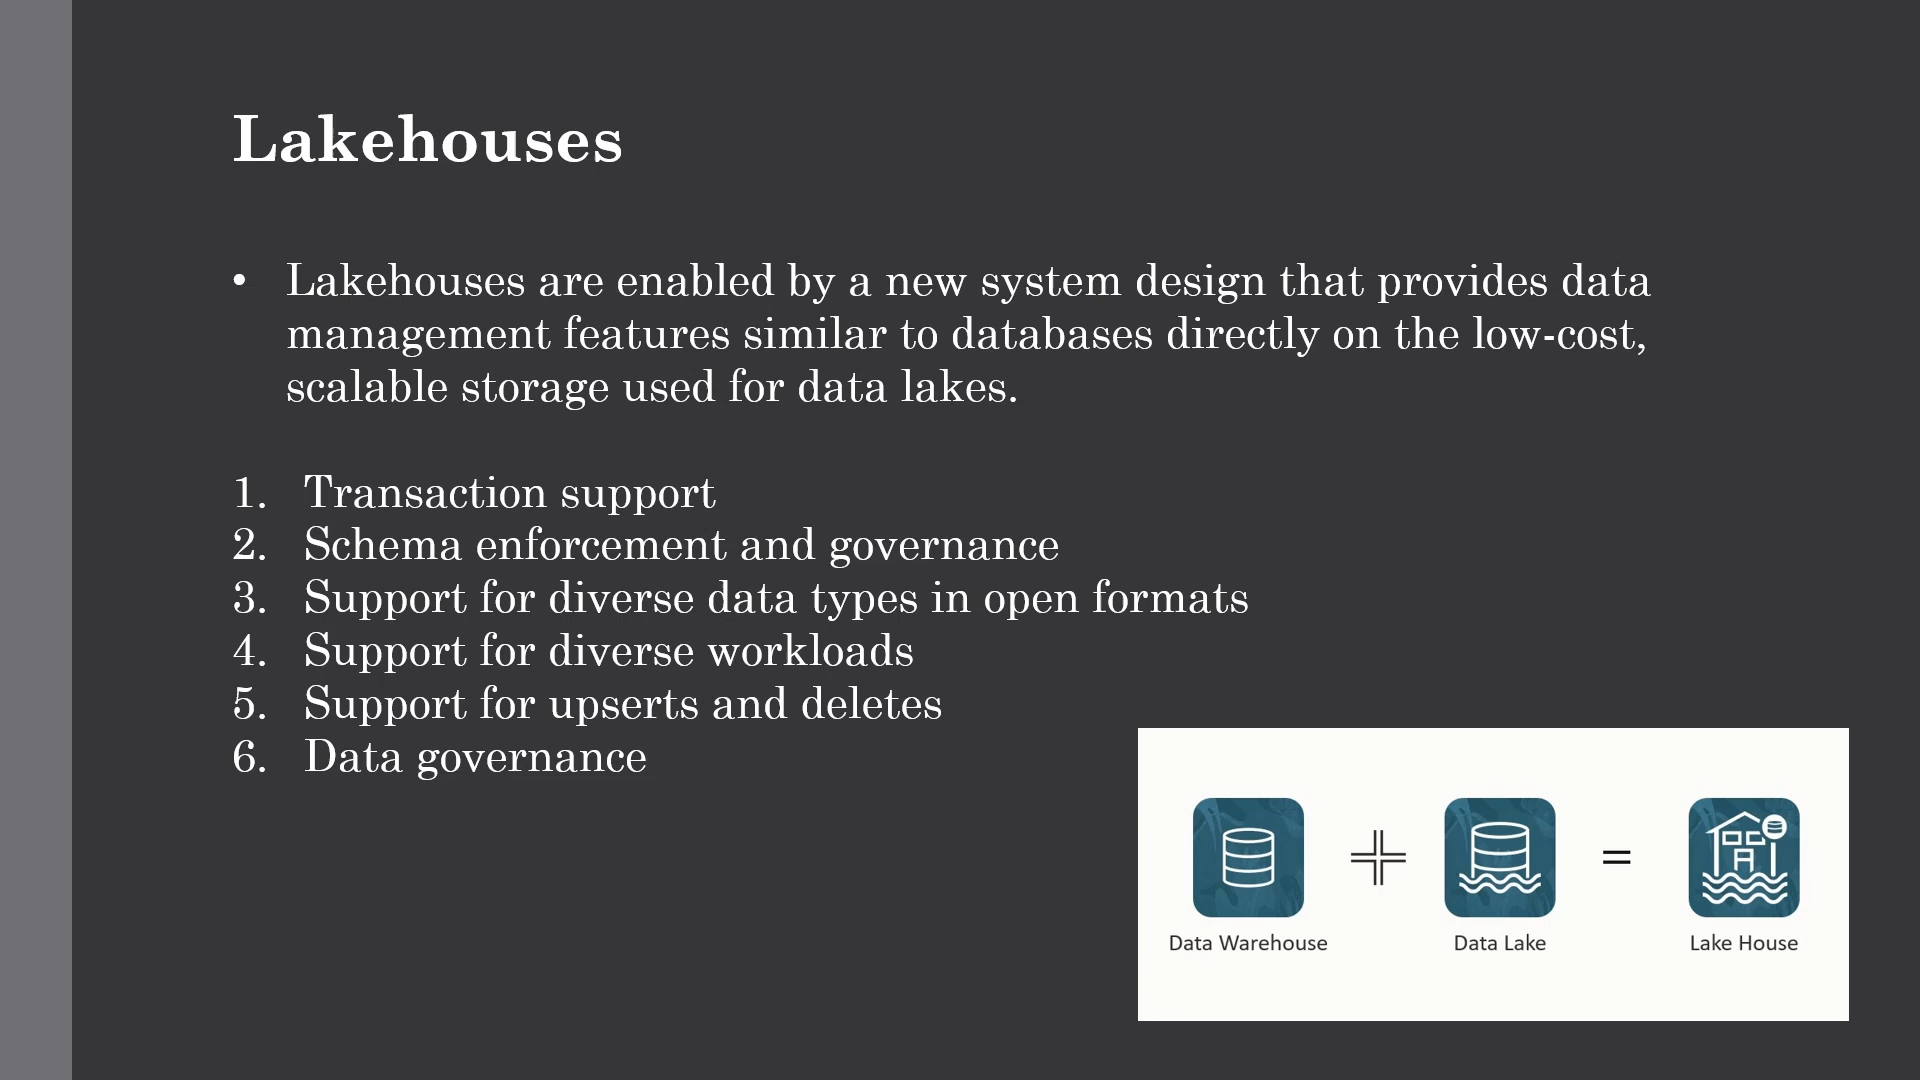 Lakehouses
• Lakehouses are enabled by a new system design that provides data
management features similar to databases directly on the low-cost,
scalable storage used for data lakes.
1. Transaction support
2. Schema enforcement and governance
3. Support for diverse data types in open formats
4. Support for diverse workloads
5. Support for upserts and deletes
6. Data governance
+ =
Data Warehouse Data Lake Lake House